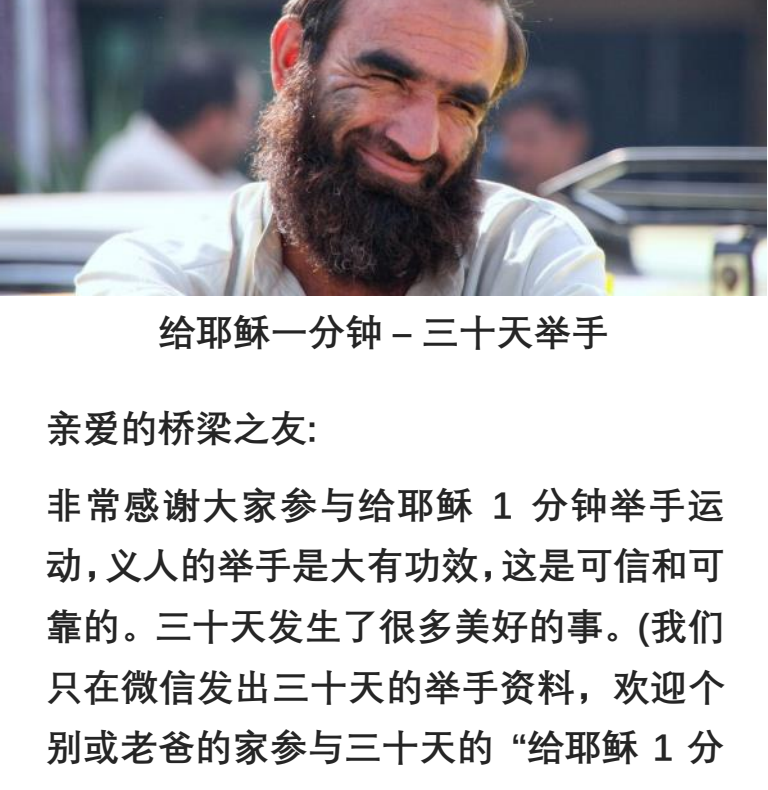 给耶稣一分钟 – 三十天举手
亲爱的桥梁之友:
非常感谢大家参与给耶稣 1 分钟举手运
动,义人的举手是大有功效,这是可信和可
靠的。三十天发生了很多美好的事。(我们
只在微信发出三十天的举手资料，欢迎个
别或老爸的家参与三十天的 “给耶稣 1 分